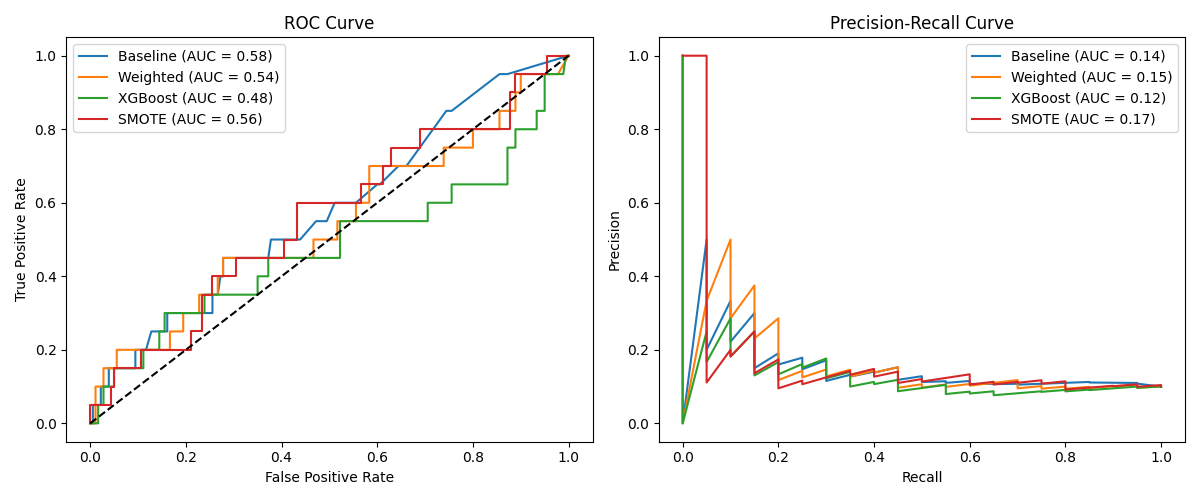 ROC Curve
Baseline (AUC = 0.58)
Weighted (AUC = 0.54)
XGBoost (AUC = 0.48)
SMOTE (AUC = 0.56)
1.0
0.8
0.6
0.4
0.2
0.0
True Positive Rate
0.0 0.2 0.4 0.6 0.8 1.0
False Positive Rate
Precision-Recall Curve
Baseline (AUC = 0.14)
Weighted (AUC = 0.15)
XGBoost (AUC = 0.12)
SMOTE (AUC = 0.17)
1.0
0.8
0.6
0.4
0.2
0.0
Precision
0.0 0.2 0.4 0.6 0.8 1.0
Recall